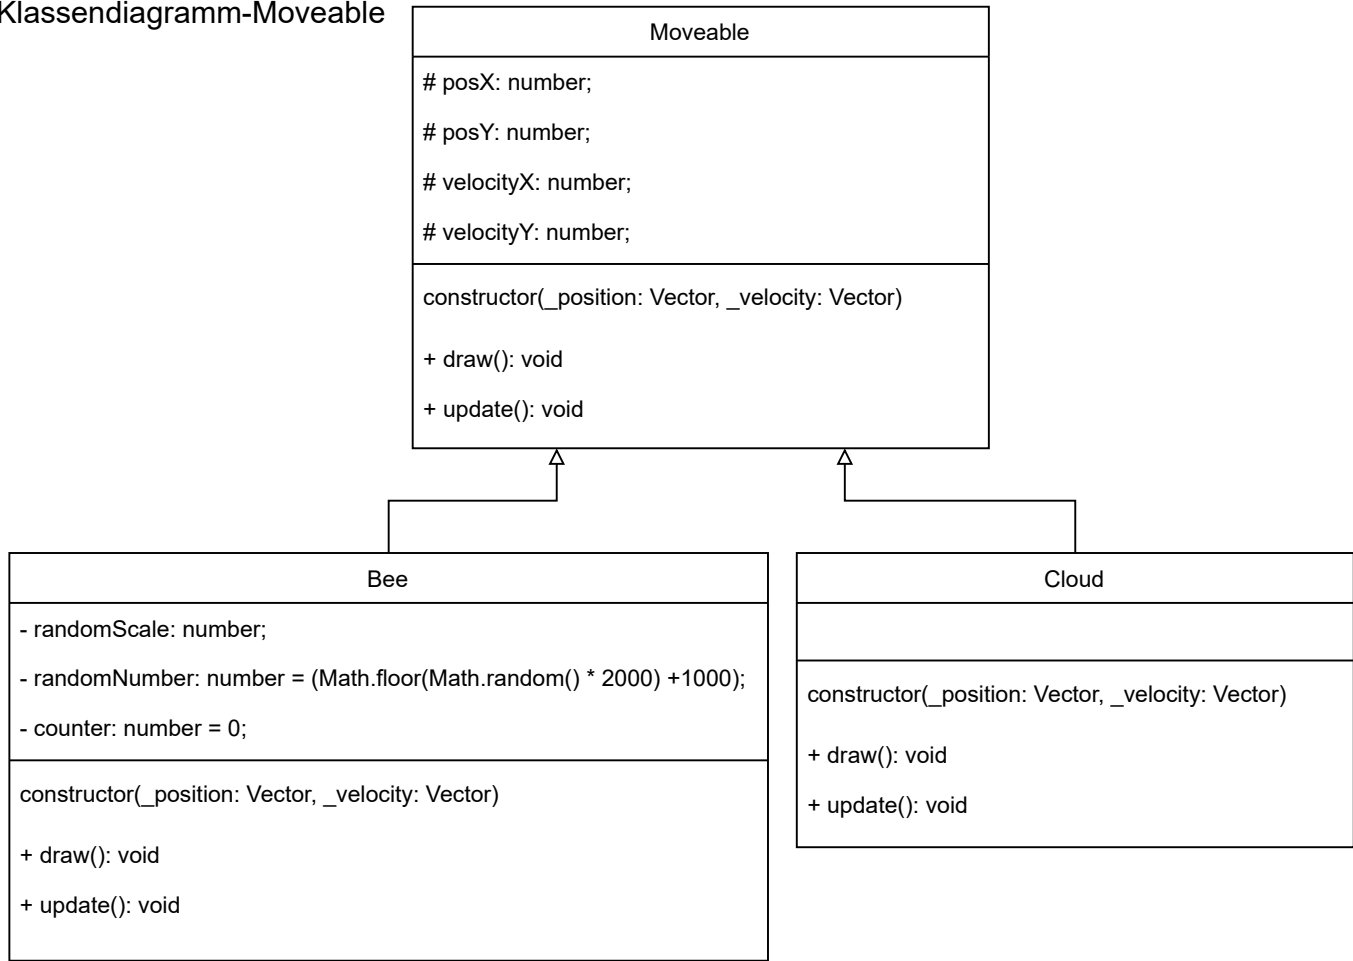 Klassendiagramm-Moveable
Moveable
# posX: number;
# posY: number;
# velocityX: number;
# velocityY: number;
constructor(_position: Vector, _velocity: Vector)
+ draw(): void
+ update(): void
Bee
- randomScale: number;
- randomNumber: number = (Math.floor(Math.random() * 2000) +1000);
- counter: number = 0;
constructor(_position: Vector, _velocity: Vector)
+ draw(): void
+ update(): void
Cloud
constructor(_position: Vector, _velocity: Vector)
+ draw(): void
+ update(): void